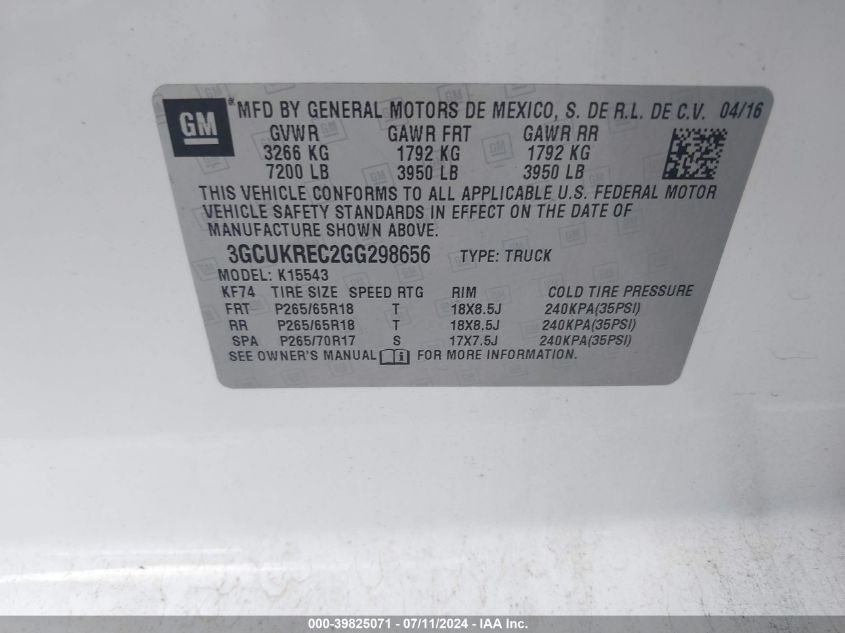 GM MFD BY GENERAL MOTORS DE MEXICO, S. DE R.L. DE C.V. 04/16
GVWR GAWR FRT GAWR RR
3266 KG 1792 KG 1792 KG
7200 LB 3950 LB 3950 LB
THIS VEHICLE CONFORMS TO ALL APPLICABLE U.S. FEDERAL MOTOR
VEHICLE SAFETY STANDARDS IN EFFECT ON THE DATE OF
MANUFACTURE SHOWN ABOVE.
3GCUKREC2GG298656 TYPE: TRUCK
MODEL: K15543
KF74 TIRE SIZE SPEED RTG RIM COLD TIRE PRESSURE
FRT P265/65R18 T 18X8.5J 240KPA(35PSI)
RR P265/65R18 T 18X8.5J 240KPA(35PSI)
SPA P265/70R17 S 17X7.5J 240KPA(35PSI)
SEE OWNER'S MANUAL FOR MORE INFORMATION.
000-39825071 - 07/11/2024 - IAA Inc.